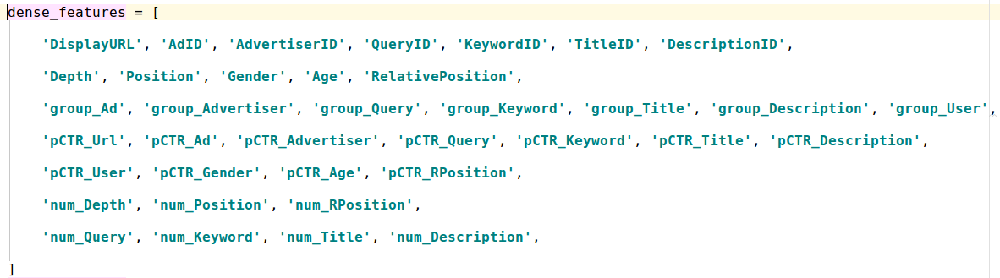 dense_features = [
'DisplayURL', 'AdID', 'AdvertiserID', 'QueryID', 'KeywordID', 'TitleID', 'DescriptionID',
'Depth', 'Position', 'Gender', 'Age', 'RelativePosition',
'group_Ad', 'group_Advertiser', 'group_Query', 'group_Keyword', 'group_Title', 'group_Description', 'group_User',
'pCTR_Url', 'pCTR_Ad', 'pCTR_Advertiser', 'pCTR_Query', 'pCTR_Keyword', 'pCTR_Title', 'pCTR_Description',
'pCTR_User', 'pCTR_Gender', 'pCTR_Age', 'pCTR_RPosition',
'num_Depth', 'num_Position', 'num_RPosition',
'num_Query', 'num_Keyword', 'num_Title', 'num_Description',
]